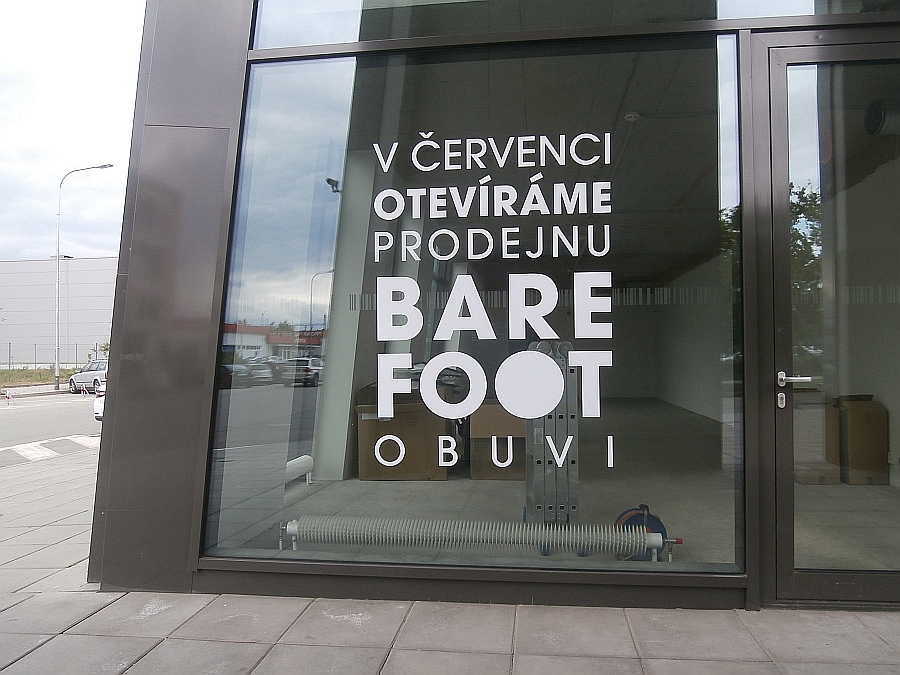 V ČERVENCI
OTEVÍRÁME
PRODEJNU
BARE
FOOT
OBUVI